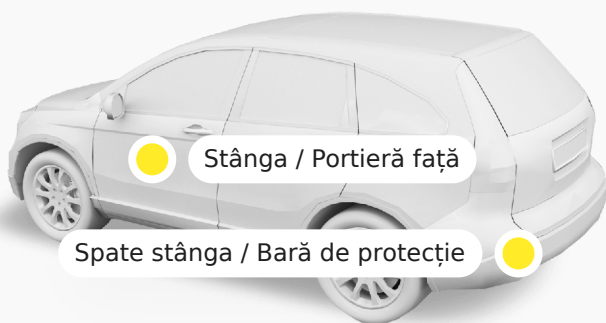 Stânga / Portieră față
Spate stânga / Bară de protecție